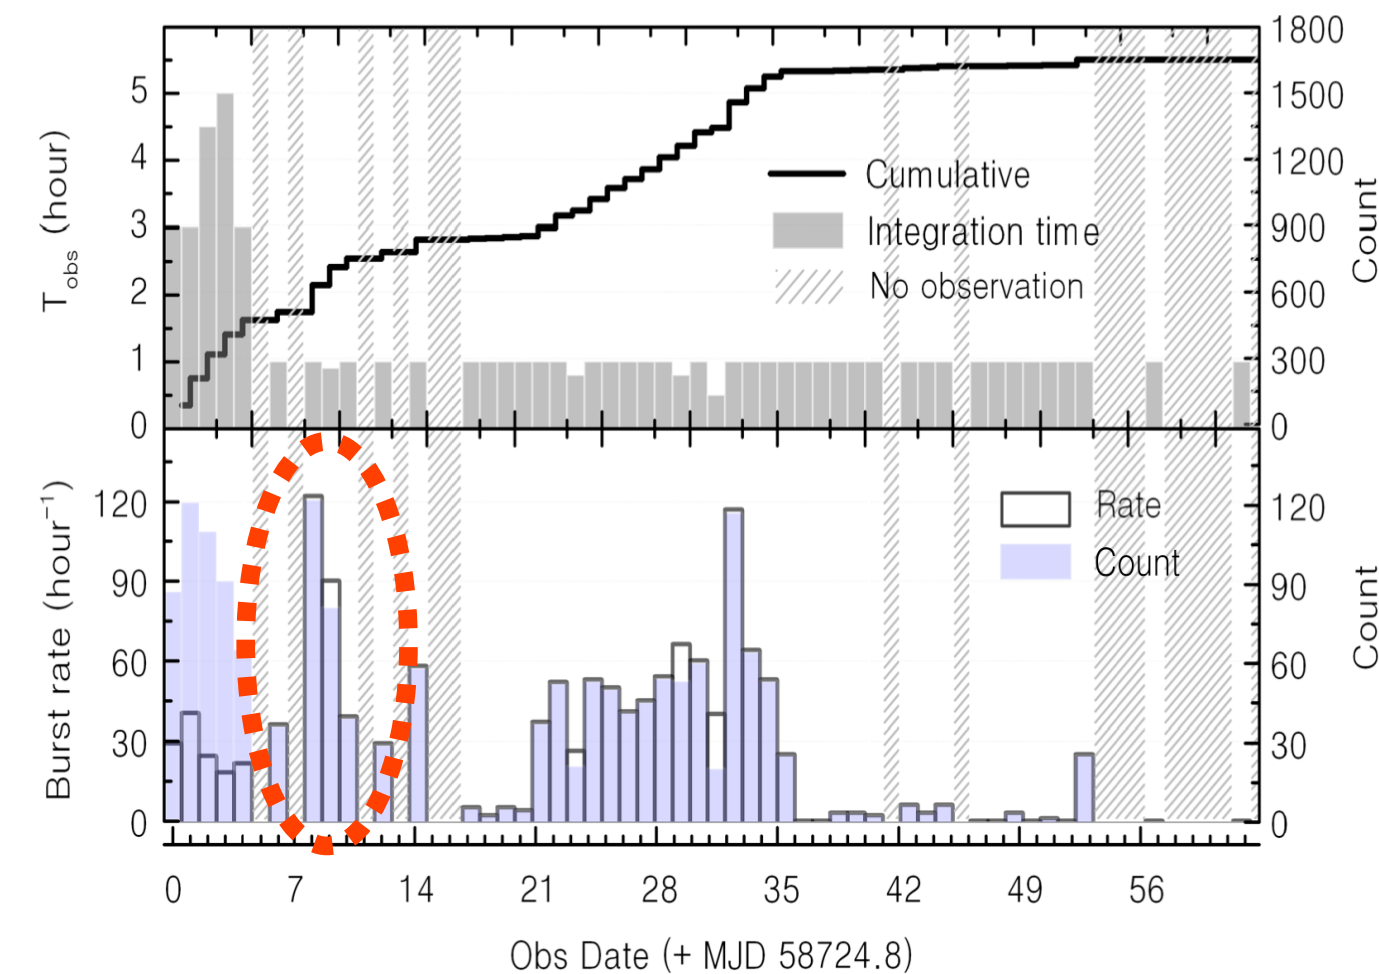 1800
1500
1200
900
600
300
0
Count
5
4
3
2
1
0
T_obs (hour)
Cumulative
Integration time
No observation
120
90
60
30
0
Burst rate (hour⁻¹)
Rate
Count
120
90
60
30
0
Count
0 7 14 21 28 35 42 49 56
Obs Date (+ MJD 58724.8)